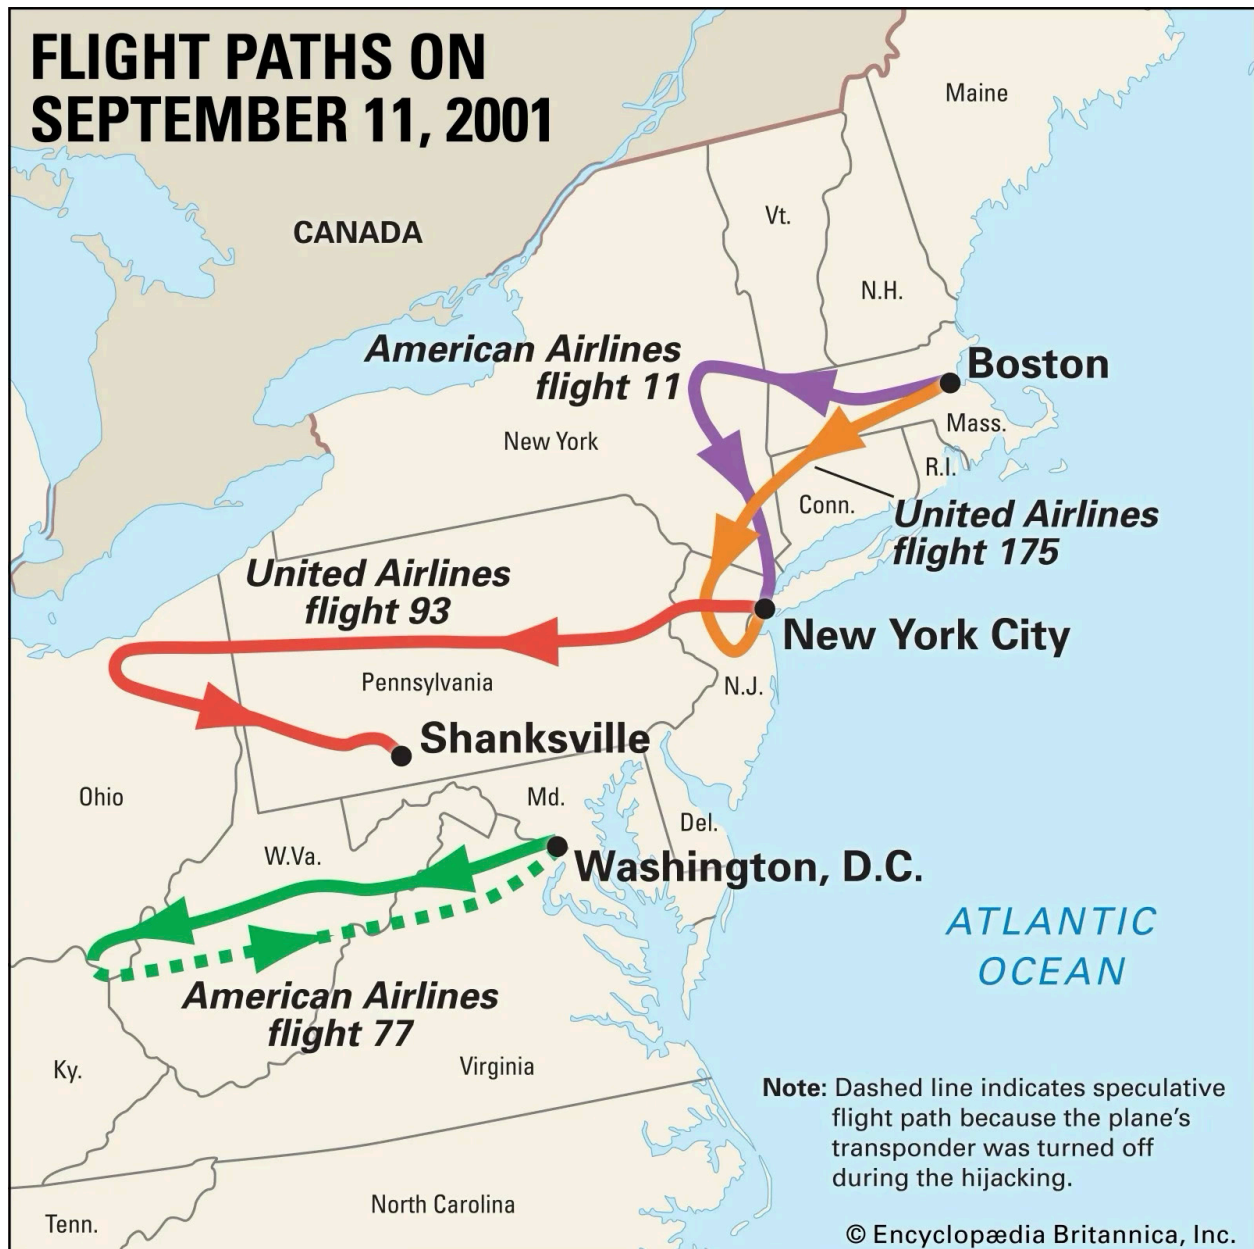 FLIGHT PATHS ON
SEPTEMBER 11, 2001
Maine
CANADA
Vt.
N.H.
American Airlines
flight 11
Boston
New York
Mass.
R.I.
Conn.
United Airlines
flight 175
United Airlines
flight 93
New York City
Pennsylvania
N.J.
Shanksville
Ohio
Md.
Del.
W.Va.
Washington, D.C.
ATLANTIC
OCEAN
American Airlines
flight 77
Ky.
Virginia
Note: Dashed line indicates speculative
flight path because the plane's
transponder was turned off
during the hijacking.
North Carolina
Tenn.
© Encyclopædia Britannica, Inc.